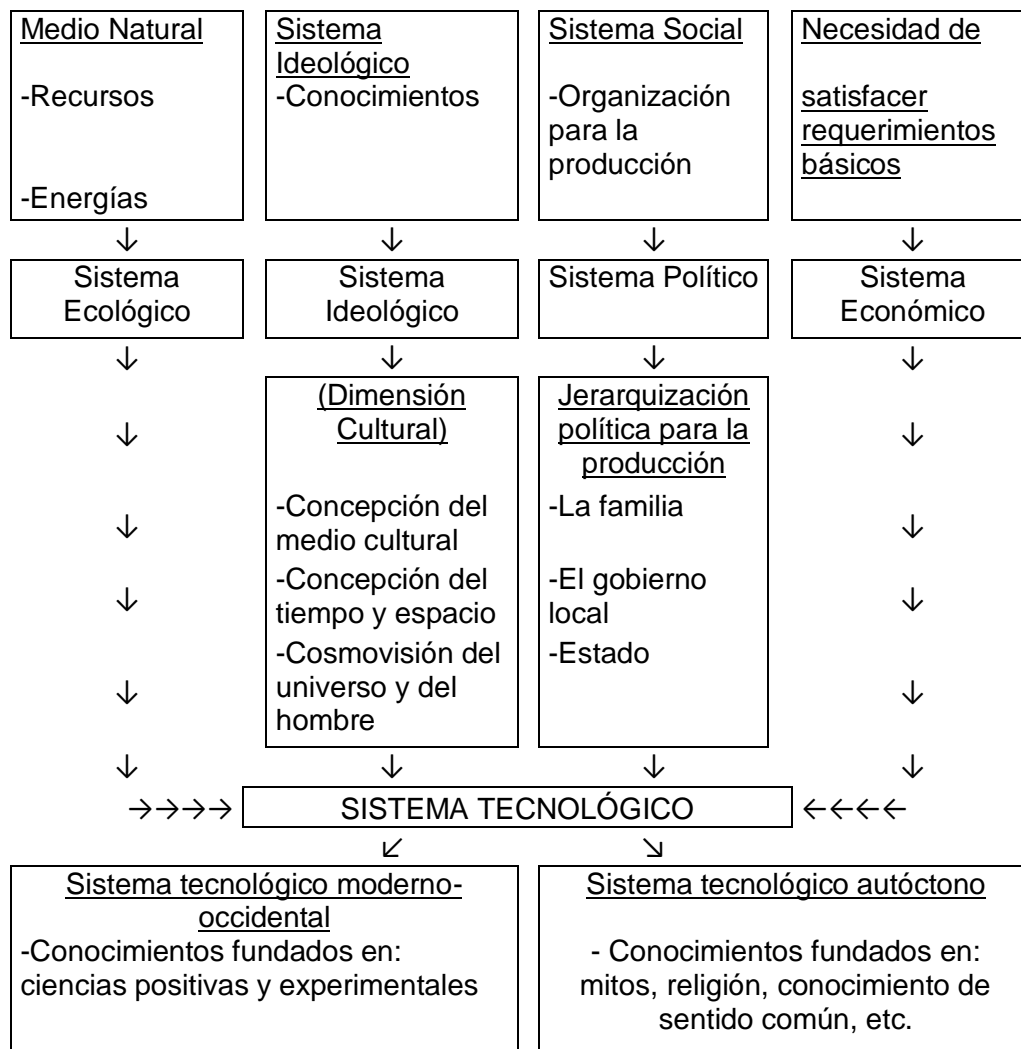 Medio Natural
-Recursos
-Energías
Sistema
Ideológico
-Conocimientos
Sistema Social
-Organización
para la
producción
Necesidad de
satisfacer
requerimientos
básicos
↓ ↓ ↓ ↓
Sistema
Ecológico
Sistema
Ideológico
Sistema Político
Sistema
Económico
↓ ↓ ↓ ↓
(Dimensión
Cultural)
-Concepción del
medio cultural
-Concepción del
tiempo y espacio
-Cosmovisión del
universo y del
hombre
Jerarquización
política para la
producción
-La familia
-El gobierno
local
-Estado
↓ ↓
↓ ↓
↓ ↓
↓ ↓
↓ ↓ ↓ ↓
→→→→ SISTEMA TECNOLÓGICO ←←←←
↙ ↘
Sistema tecnológico moderno-
occidental
-Conocimientos fundados en:
ciencias positivas y experimentales
Sistema tecnológico autóctono
- Conocimientos fundados en:
mitos, religión, conocimiento de
sentido común, etc.